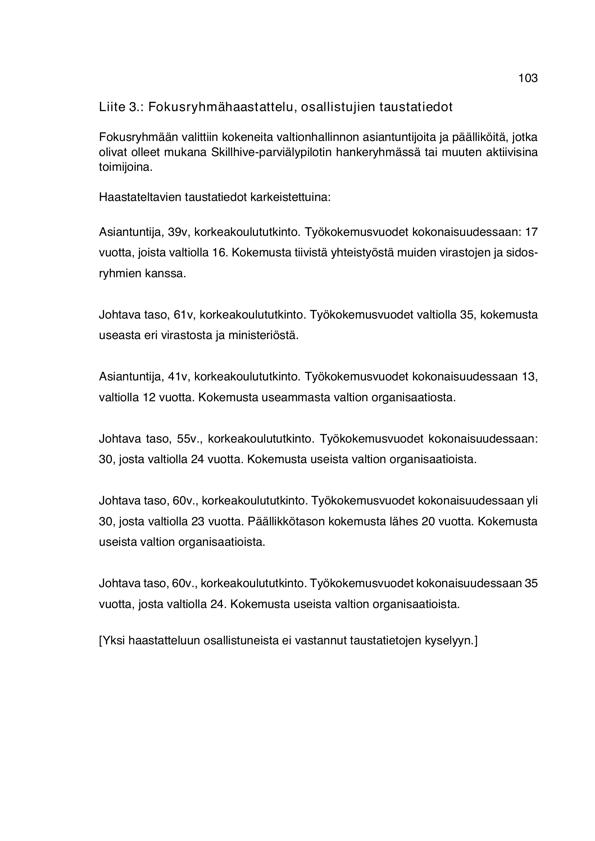 103
Liite 3.: Fokusryhmähaastattelu, osallistujien taustatiedot
Fokusryhmään valittiin kokeneita valtionhallinnon asiantuntijoita ja päälliköitä, jotka
olivat olleet mukana Skillhive-parviälypilotin hankeryhmässä tai muuten aktiivisina
toimijoina.
Haastateltavien taustatiedot karkeistettuina:
Asiantuntija, 39v, korkeakoulututkinto. Työkokemusvuodet kokonaisuudessaan: 17
vuotta, joista valtiolla 16. Kokemusta tiivistä yhteistyöstä muiden virastojen ja sidos-
ryhmien kanssa.
Johtava taso, 61v, korkeakoulututkinto. Työkokemusvuodet valtiolla 35, kokemusta
useasta eri virastosta ja ministeriöstä.
Asiantuntija, 41v, korkeakoulututkinto. Työkokemusvuodet kokonaisuudessaan 13,
valtiolla 12 vuotta. Kokemusta useammasta valtion organisaatiosta.
Johtava taso, 55v., korkeakoulututkinto. Työkokemusvuodet kokonaisuudessaan:
30, josta valtiolla 24 vuotta. Kokemusta useista valtion organisaatioista.
Johtava taso, 60v., korkeakoulututkinto. Työkokemusvuodet kokonaisuudessaan yli
30, josta valtiolla 23 vuotta. Päällikkötason kokemusta lähes 20 vuotta. Kokemusta
useista valtion organisaatioista.
Johtava taso, 60v., korkeakoulututkinto. Työkokemusvuodet kokonaisuudessaan 35
vuotta, josta valtiolla 24. Kokemusta useista valtion organisaatioista.
[Yksi haastatteluun osallistuneista ei vastannut taustatietojen kyselyyn.]